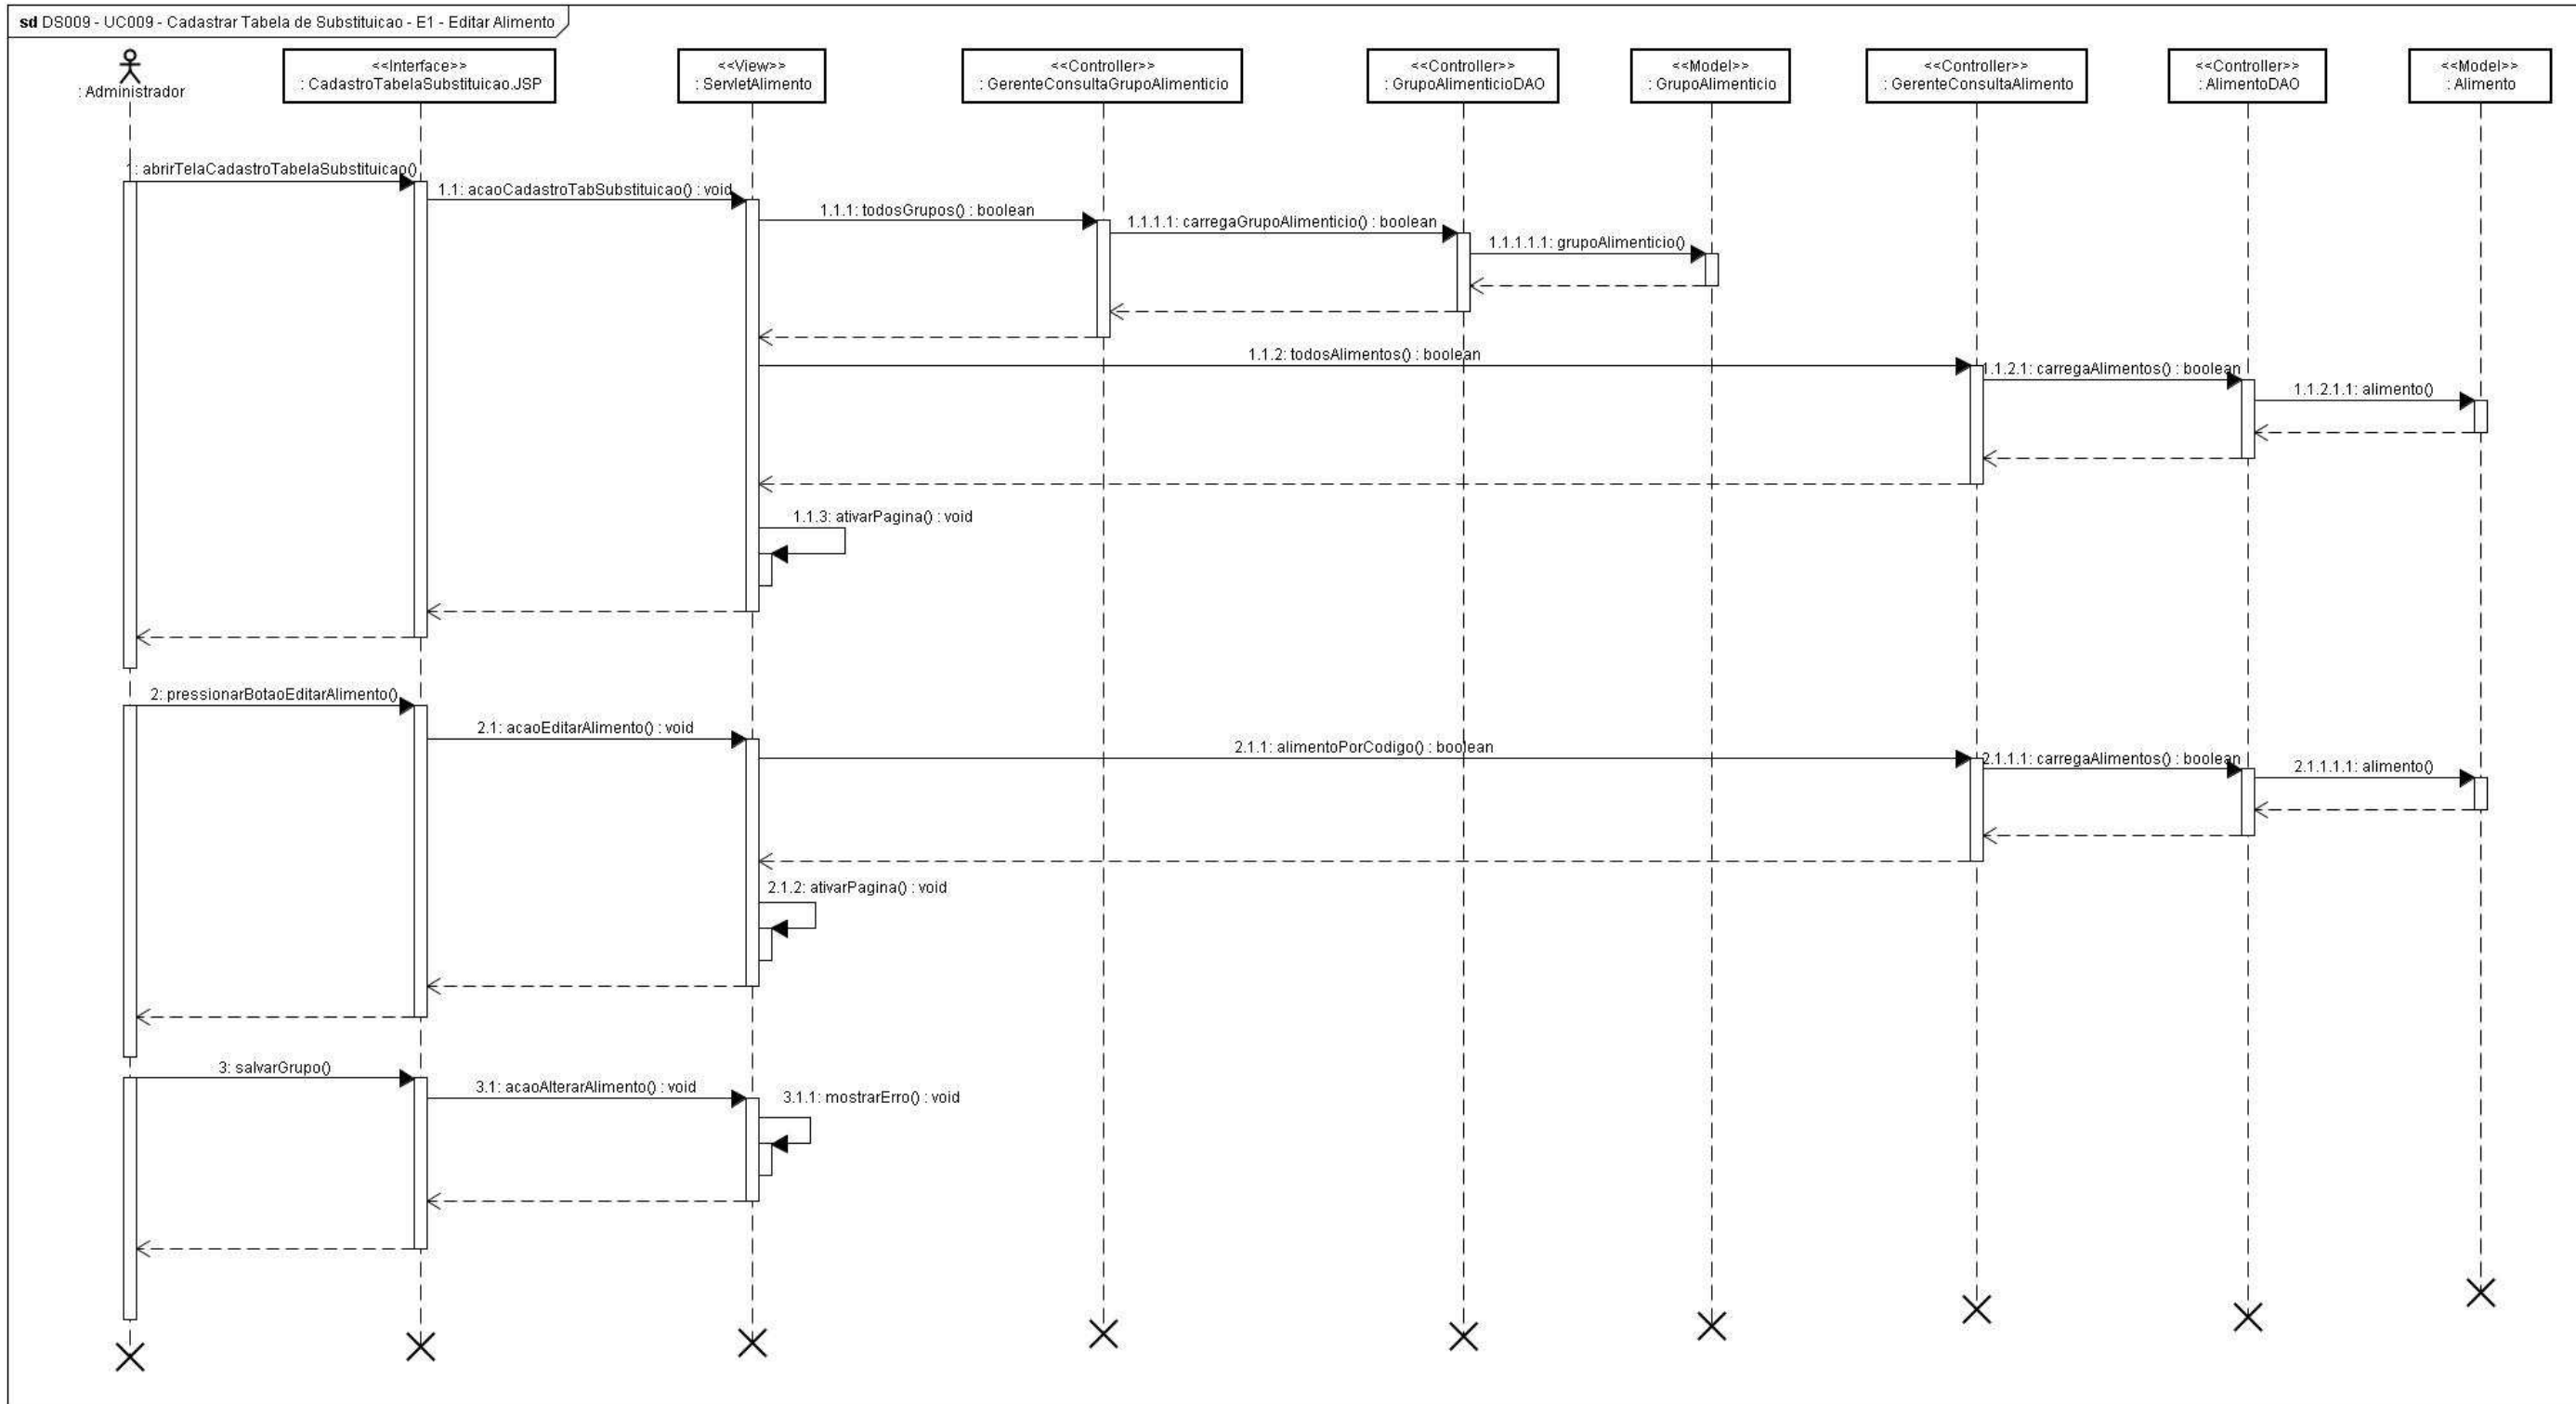 sd DS009 - UC009 - Cadastrar Tabela de Substituicao - E1 - Editar Alimento
: Administrador
<<Interface>>
: CadastroTabelaSubstituicao.JSP
<<View>>
: ServletAlimento
<<Controller>>
: GerenteConsultaGrupoAlimenticio
<<Controller>>
: GrupoAlimenticioDAO
<<Model>>
: GrupoAlimenticio
<<Controller>>
: GerenteConsultaAlimento
<<Controller>>
: AlimentoDAO
<<Model>>
: Alimento
1: abrirTelaCadastroTabelaSubstituicao()
1.1: acaoCadastroTabSubstituicao() : void
1.1.1: todosGrupos() : boolean
1.1.1.1: carregaGrupoAlimenticio() : boolean
1.1.1.1.1: grupoAlimenticio()
1.1.2: todosAlimentos() : boolean
1.1.2.1: carregaAlimentos() : boolean
1.1.2.1.1: alimento()
1.1.3: ativarPagina() : void
2: pressionarBotaoEditarAlimento()
2.1: acaoEditarAlimento() : void
2.1.1: alimentoPorCodigo() : boolean
2.1.1.1: carregaAlimentos() : boolean
2.1.1.1.1: alimento()
2.1.2: ativarPagina() : void
3: salvarGrupo()
3.1: acaoAlterarAlimento() : void
3.1.1: mostrarErro() : void